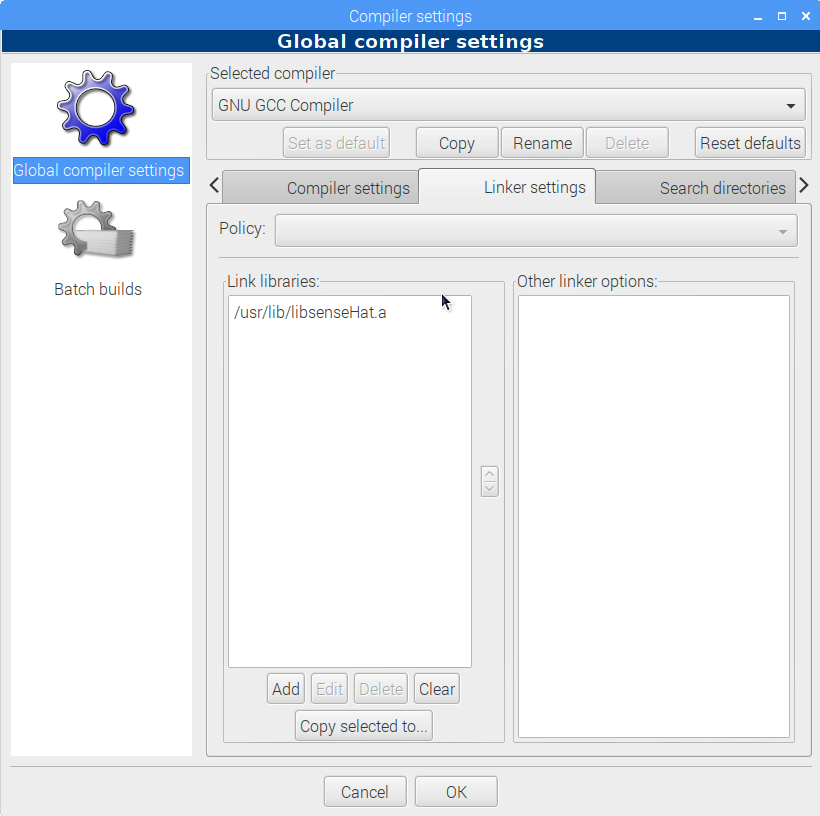 Compiler settings
Global compiler settings
Global compiler settings
Batch builds
Selected compiler
GNU GCC Compiler
Set as default Copy Rename Delete Reset defaults
Compiler settings Linker settings Search directories
Policy:
Link libraries:
/usr/lib/libsenseHat.a
Add Edit Delete Clear
Copy selected to...
Other linker options:
Cancel OK